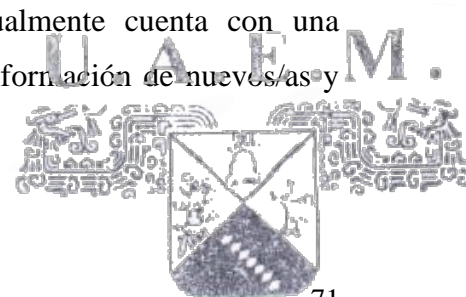 ualmente cuenta con una
U. A. E. M.
formación de nuevos/as y
71